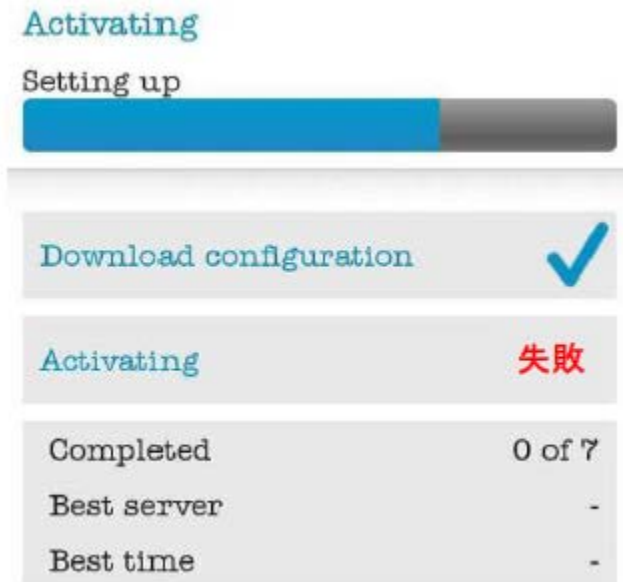 Activating
Setting up
Download configuration
Activating 失敗
Completed 0 of 7
Best server -
Best time -